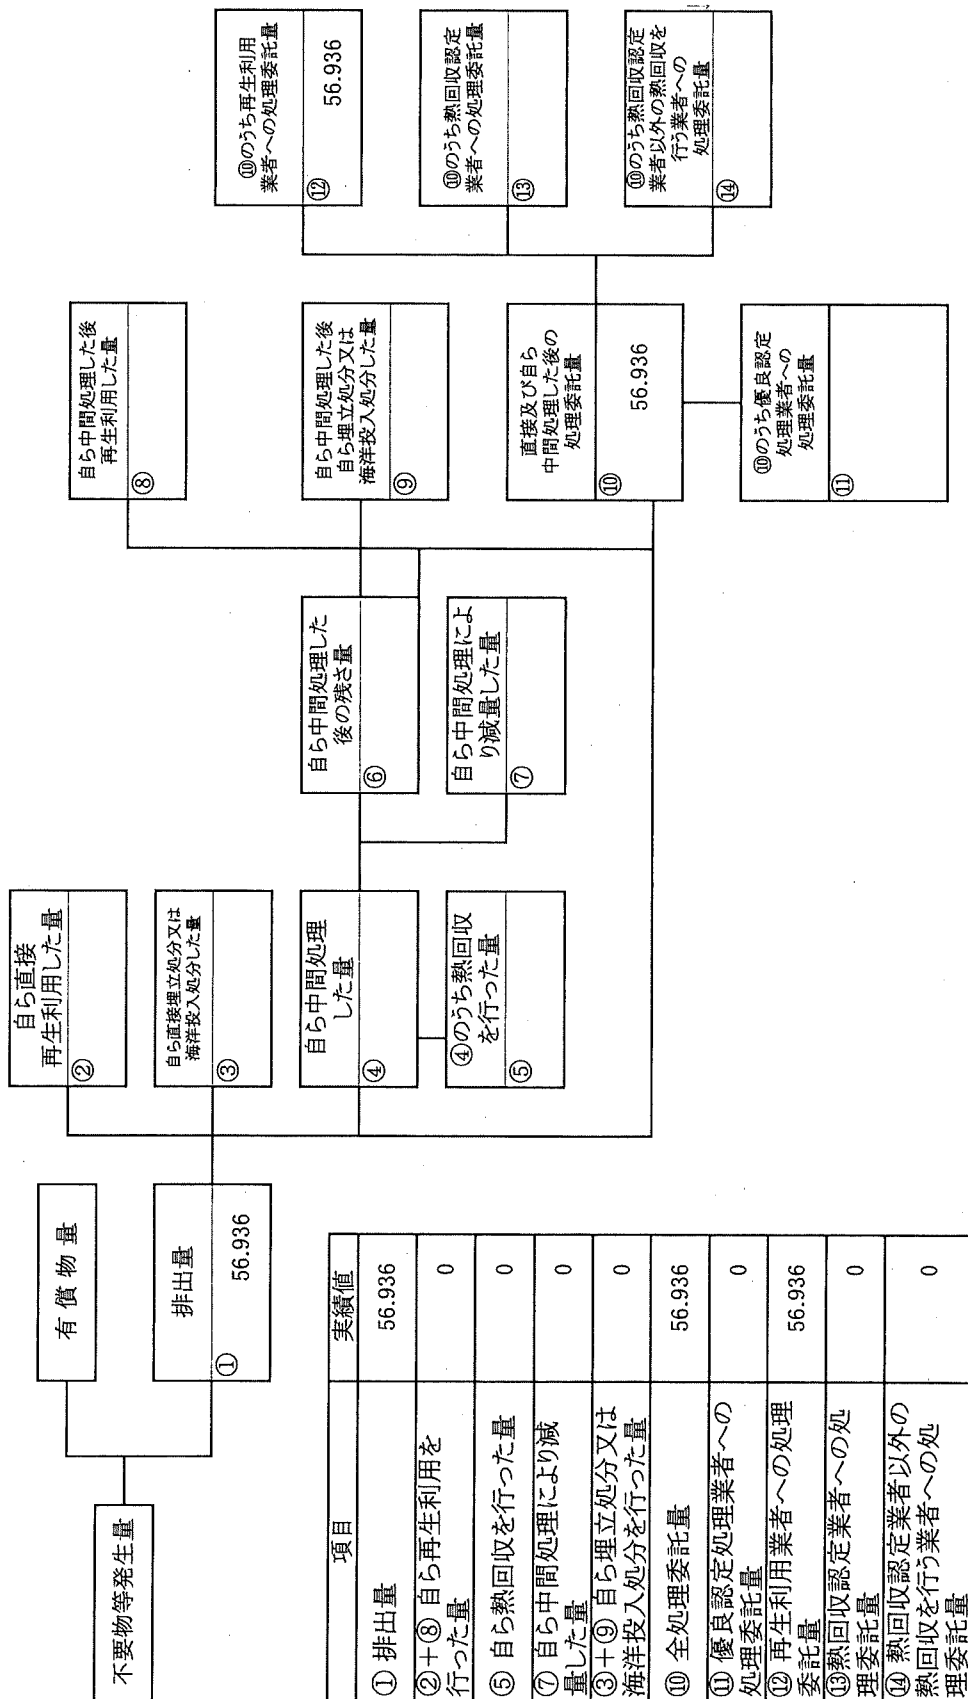 不要物等発生量
有償物量
排出量
①
56.936
自ら直接
再生利用した量
②
自ら直接埋立処分又は
海洋投入処分した量
③
自ら中間処理
した量
④
④のうち熱回収
を行った量
⑤
自ら中間処理した
後の残さ量
⑥
自ら中間処理によ
り減量した量
⑦
自ら中間処理した後
再生利用した量
⑧
自ら中間処理した後
自ら埋立処分又は
海洋投入処分した量
⑨
直接及び自ら
中間処理した後の
処理委託量
⑩
56.936
⑩のうち優良認定
処理業者への
処理委託量
⑪
⑩のうち再生利用
業者への処理委託量
⑫
56.936
⑩のうち熱回収認定
業者への処理委託量
⑬
⑩のうち熱回収認定
業者以外の熱回収を
行う業者への
処理委託量
⑭
項目
実績値
① 排出量
56.936
②+⑧ 自ら再生利用を
行った量
0
⑤ 自ら熱回収を行った量
0
⑦ 自ら中間処理により減
量した量
0
③+⑨ 自ら埋立処分又は
海洋投入処分を行った量
0
⑩ 全処理委託量
56.936
⑪ 優良認定処理業者への
処理委託量
0
⑫ 再生利用業者への処理
委託量
56.936
⑬熱回収認定業者への処
理委託量
0
⑭ 熱回収認定業者以外の
熱回収を行う業者への処
理委託量
0